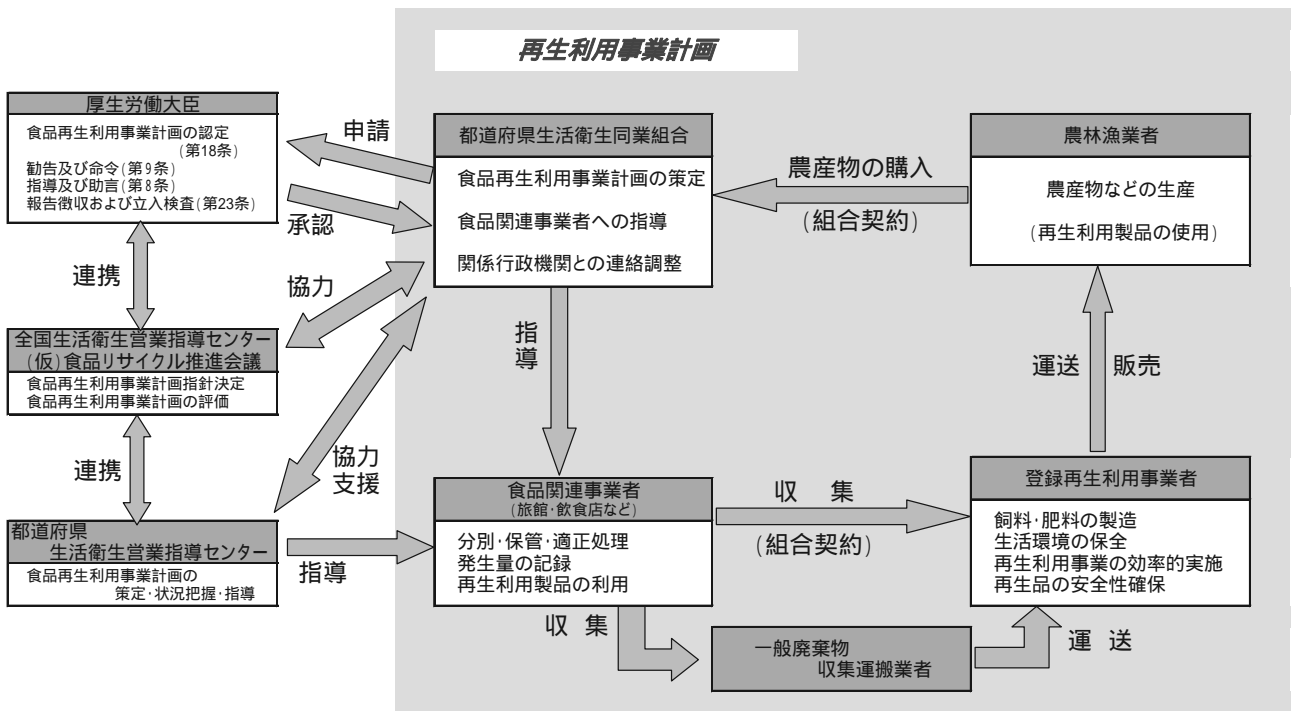 再生利用事業計画
厚生労働大臣
食品再生利用事業計画の認定
(第18条)
勧告及び命令(第9条)
指導及び助言(第8条)
報告徴収および立入検査(第23条)
申請
承認
都道府県生活衛生同業組合
食品再生利用事業計画の策定
食品関連事業者への指導
関係行政機関との連絡調整
農産物の購入
(組合契約)
農林漁業者
農産物などの生産
(再生利用製品の使用)
連携
協力
全国生活衛生営業指導センター
(仮)食品リサイクル推進会議
食品再生利用事業計画指針決定
食品再生利用事業計画の評価
指
導
運送
販売
連携
協力
支援
都道府県
生活衛生営業指導センター
食品再生利用事業計画の
策定・状況把握・指導
指導
食品関連事業者
(旅館・飲食店など)
分別・保管・適正処理
発生量の記録
再生利用製品の利用
収 集
(組合契約)
登録再生利用事業者
飼料・肥料の製造
生活環境の保全
再生利用事業の効率的実施
再生品の安全性確保
収 集
一般廃棄物
収集運搬業者
運 送